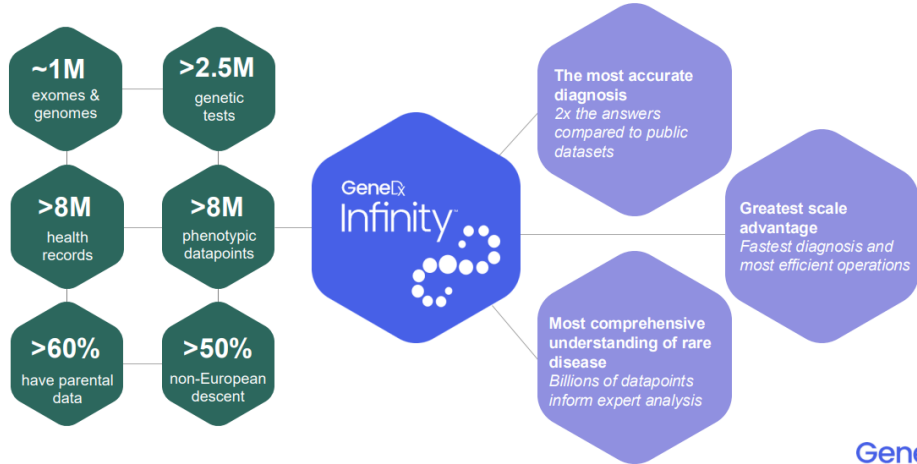 ~1M
exomes &
genomes
>2.5M
genetic
tests
>8M
health
records
>8M
phenotypic
datapoints
>60%
have parental
data
>50%
non-European
descent
GeneDx
Infinity™
The most accurate
diagnosis
2x the answers
compared to public
datasets
Greatest scale
advantage
Fastest diagnosis and
most efficient operations
Most comprehensive
understanding of rare
disease
Billions of datapoints
inform expert analysis
Gene